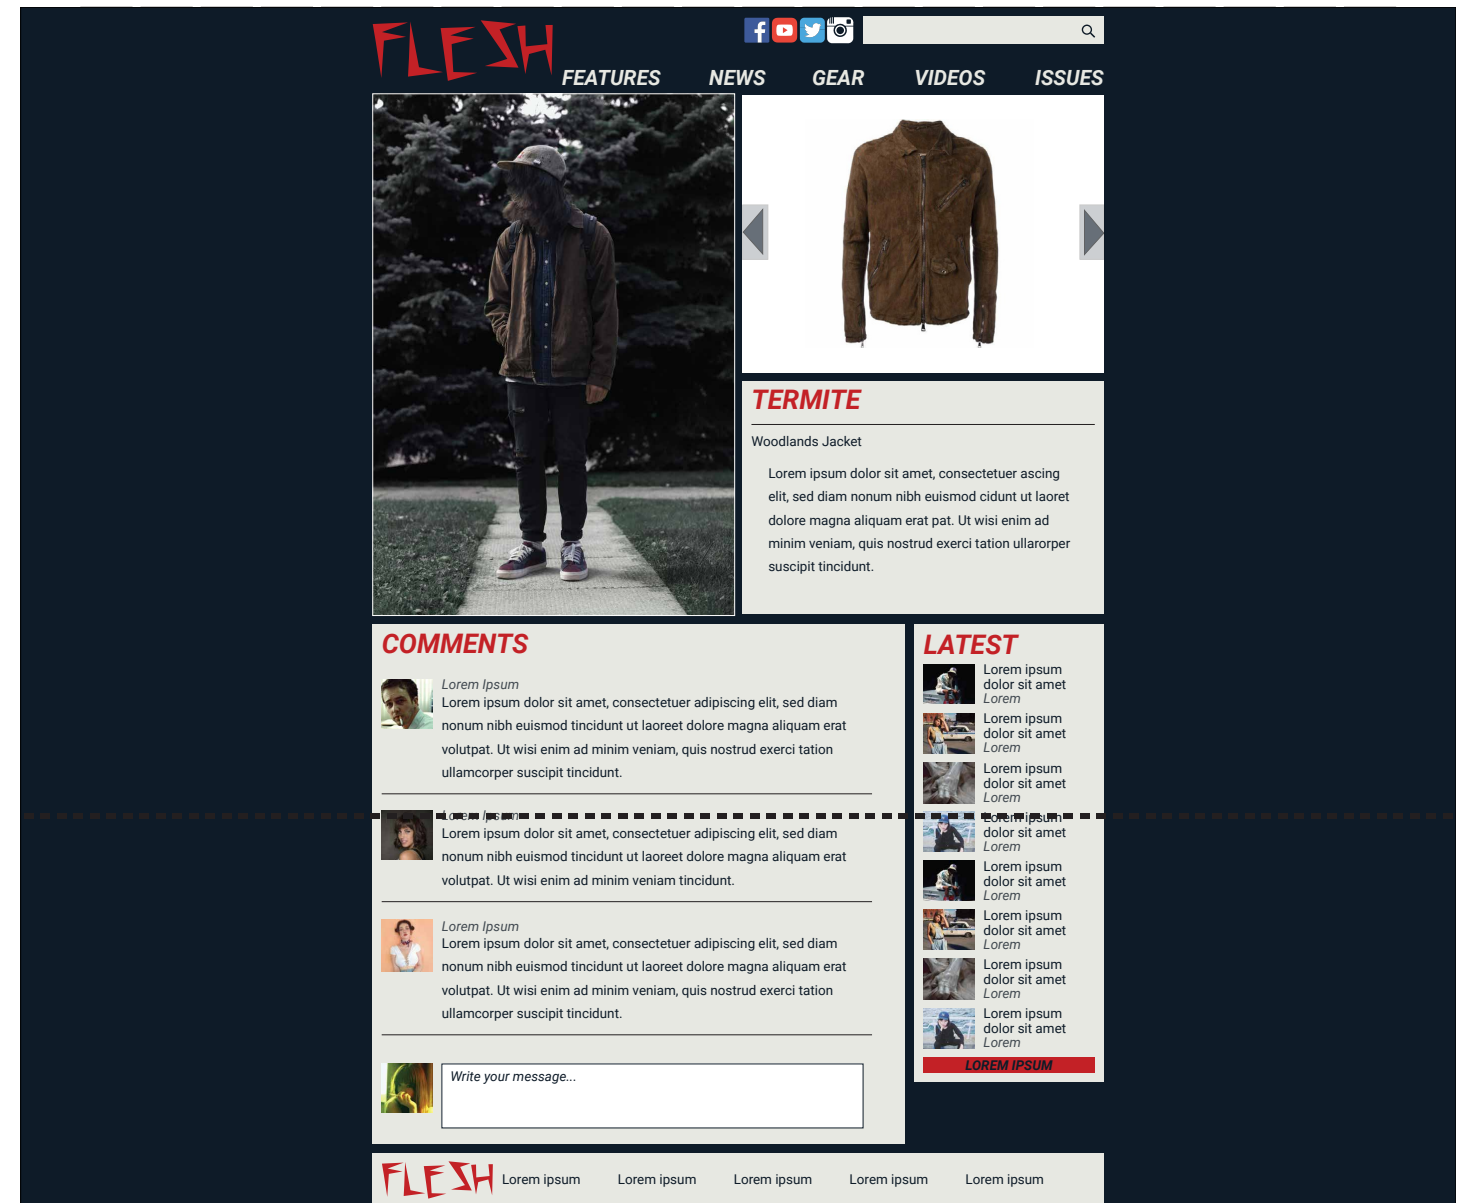 FLESH
FEATURES NEWS GEAR VIDEOS ISSUES
TERMITE
Woodlands Jacket
Lorem ipsum dolor sit amet, consectetuer ascing
elit, sed diam nonum nibh euismod cidunt ut laoret
dolore magna aliquam erat pat. Ut wisi enim ad
minim veniam, quis nostrud exerci tation ullarorper
suscipit tincidunt.
COMMENTS
Lorem Ipsum
Lorem ipsum dolor sit amet, consectetuer adipiscing elit, sed diam
nonum nibh euismod tincidunt ut laoreet dolore magna aliquam erat
volutpat. Ut wisi enim ad minim veniam, quis nostrud exerci tation
ullamcorper suscipit tincidunt.
Lorem Ipsum
Lorem ipsum dolor sit amet, consectetuer adipiscing elit, sed diam
nonum nibh euismod tincidunt ut laoreet dolore magna aliquam erat
volutpat. Ut wisi enim ad minim veniam tincidunt.
Lorem Ipsum
Lorem ipsum dolor sit amet, consectetuer adipiscing elit, sed diam
nonum nibh euismod tincidunt ut laoreet dolore magna aliquam erat
volutpat. Ut wisi enim ad minim veniam, quis nostrud exerci tation
ullamcorper suscipit tincidunt.
Write your message...
LATEST
Lorem ipsum
dolor sit amet
Lorem
Lorem ipsum
dolor sit amet
Lorem
Lorem ipsum
dolor sit amet
Lorem
Lorem ipsum
dolor sit amet
Lorem
Lorem ipsum
dolor sit amet
Lorem
Lorem ipsum
dolor sit amet
Lorem
Lorem ipsum
dolor sit amet
Lorem
Lorem ipsum
dolor sit amet
Lorem
LOREM IPSUM
FLESH
Lorem ipsum Lorem ipsum Lorem ipsum Lorem ipsum Lorem ipsum